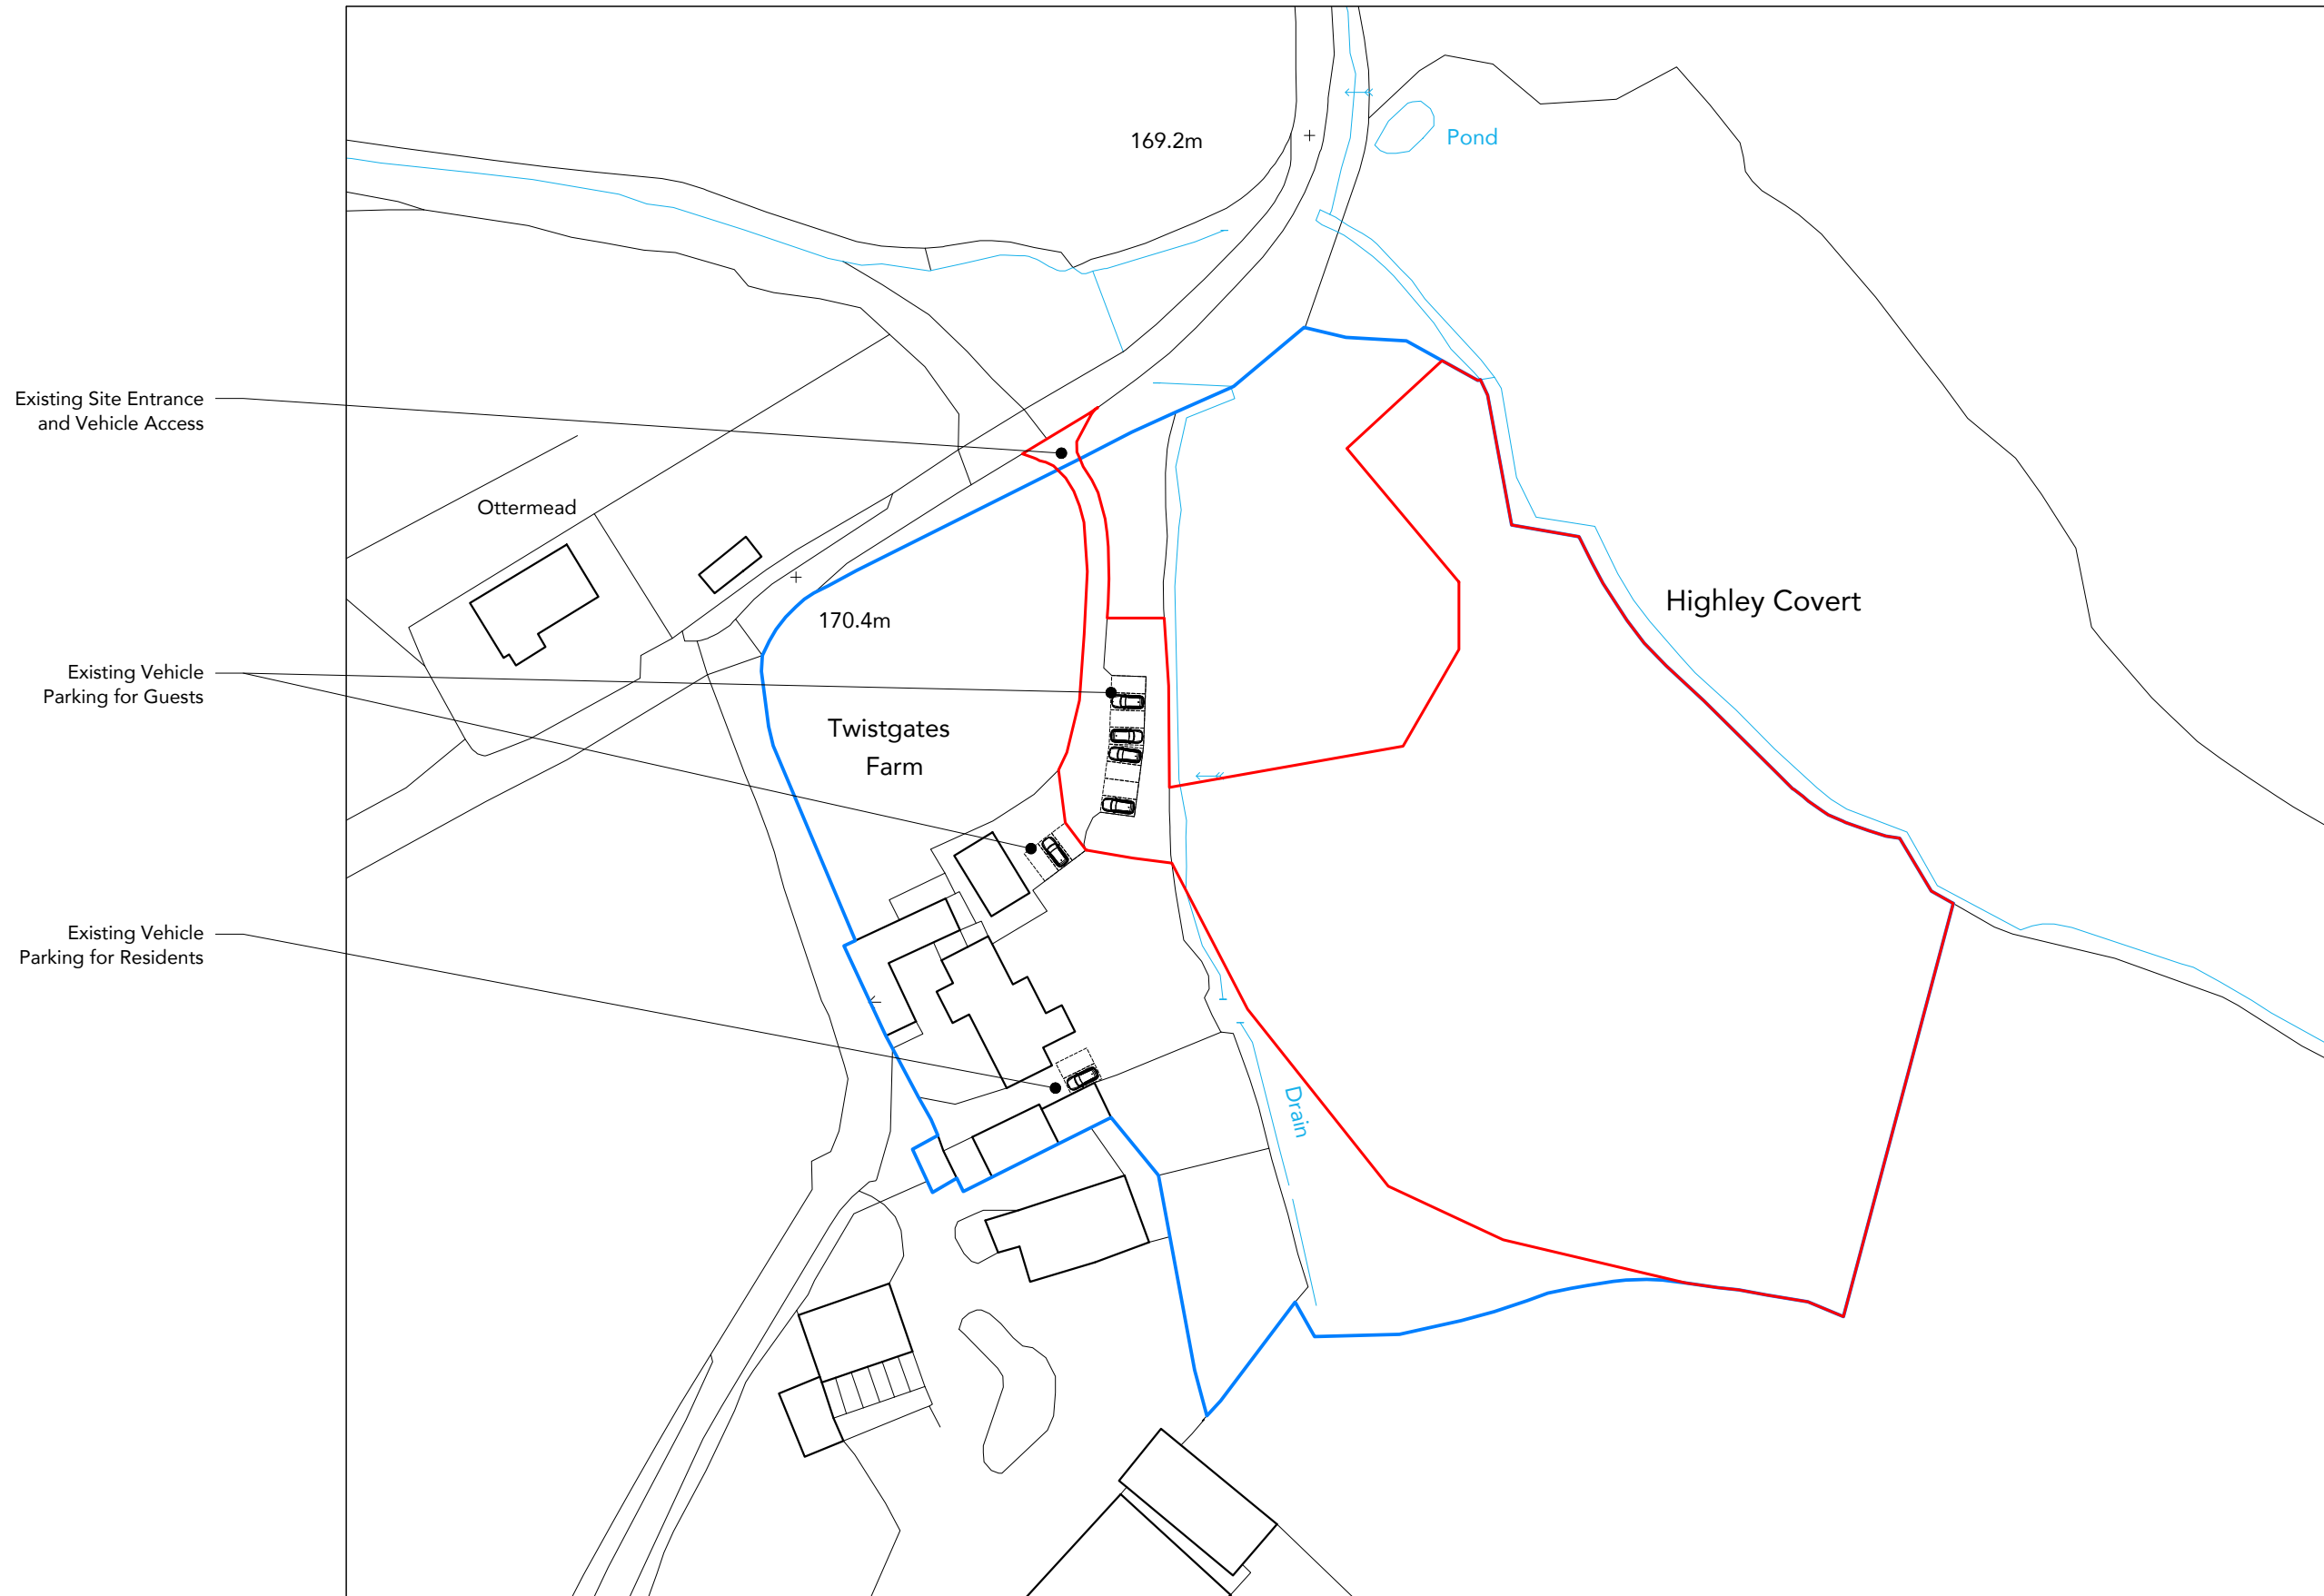 169.2m
Pond
Existing Site Entrance
and Vehicle Access
Ottermead
Highley Covert
170.4m
Existing Vehicle
Parking for Guests
Twistgates
Farm
Existing Vehicle
Parking for Residents
Drain